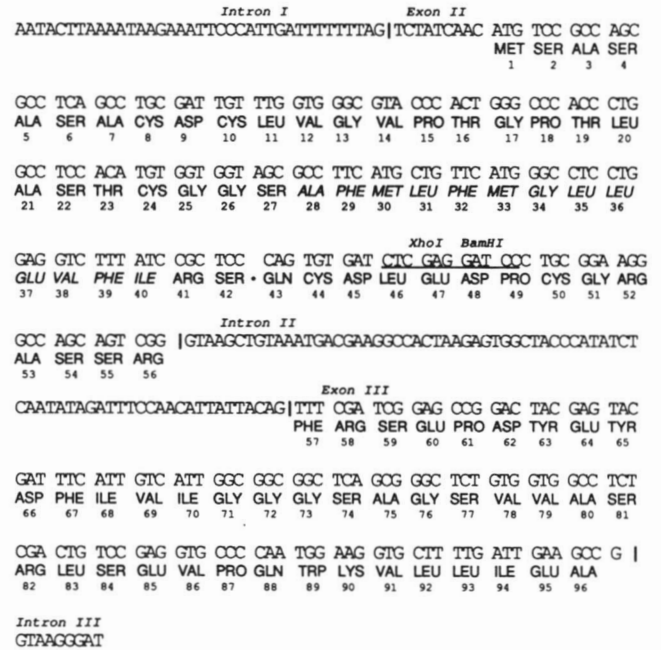 Intron I Exon II
AATACTTAAAATAAGAAATTCCCATTGATTTTTTTAG|TCTATCAAC ATG TCC GCC AGC
MET SER ALA SER
1 2 3 4
GCC TCA GCC TGC GAT TGT TTG GTG GGC GTA CCC ACT GGG CCC ACC CTG
ALA SER ALA CYS ASP CYS LEU VAL GLY VAL PRO THR GLY PRO THR LEU
5 6 7 8 9 10 11 12 13 14 15 16 17 18 19 20
GCC TCC ACA TGT GGT GGT AGC GCC TTC ATG CTG TTC ATG GGC CTC CTG
ALA SER THR CYS GLY GLY SER ALA PHE MET LEU PHE MET GLY LEU LEU
21 22 23 24 25 26 27 28 29 30 31 32 33 34 35 36
XhoI BamHI
GAG GTC TTT ATC CGC TCC CAG TGT GAT CTC GAG GAT CCC TGC GGA AGG
GLU VAL PHE ILE ARG SER • GLN CYS ASP LEU GLU ASP PRO CYS GLY ARG
37 38 39 40 41 42 43 44 45 46 47 48 49 50 51 52
Intron II
GCC AGC AGT CGG |GTAAGCTGTAAATGACGAAGGCCACTAAGAGTGGCTACCCATATCT
ALA SER SER ARG
53 54 55 56
Exon III
CAATATAGATTTCCAACATTATTACAG|TTT CGA TCG GAG CCG GAC TAC GAG TAC
PHE ARG SER GLU PRO ASP TYR GLU TYR
57 58 59 60 61 62 63 64 65
GAT TTC ATT GTC ATT GGC GGC GGC TCA GCG GGC TCT GTG GTG GCC TCT
ASP PHE ILE VAL ILE GLY GLY GLY SER ALA GLY SER VAL VAL ALA SER
66 67 68 69 70 71 72 73 74 75 76 77 78 79 80 81
CGA CTG TCC GAG GTG CCC CAA TGG AAG GTG CTT TTG ATT GAA GCC G |
ARG LEU SER GLU VAL PRO GLN TRP LYS VAL LEU LEU ILE GLU ALA
82 83 84 85 86 87 88 89 90 91 92 93 94 95 96
Intron III
GTAAGGGAT